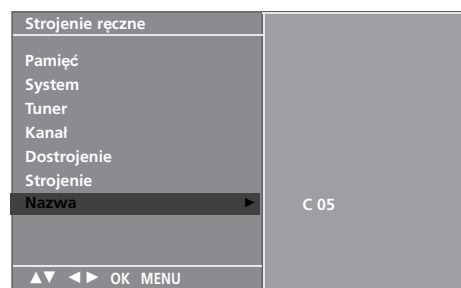 Strojenie ręczne
Pamięć
System
Tuner
Kanał
Dostrojenie
Strojenie
Nazwa ► C 05
▲▼ ◄► OK MENU